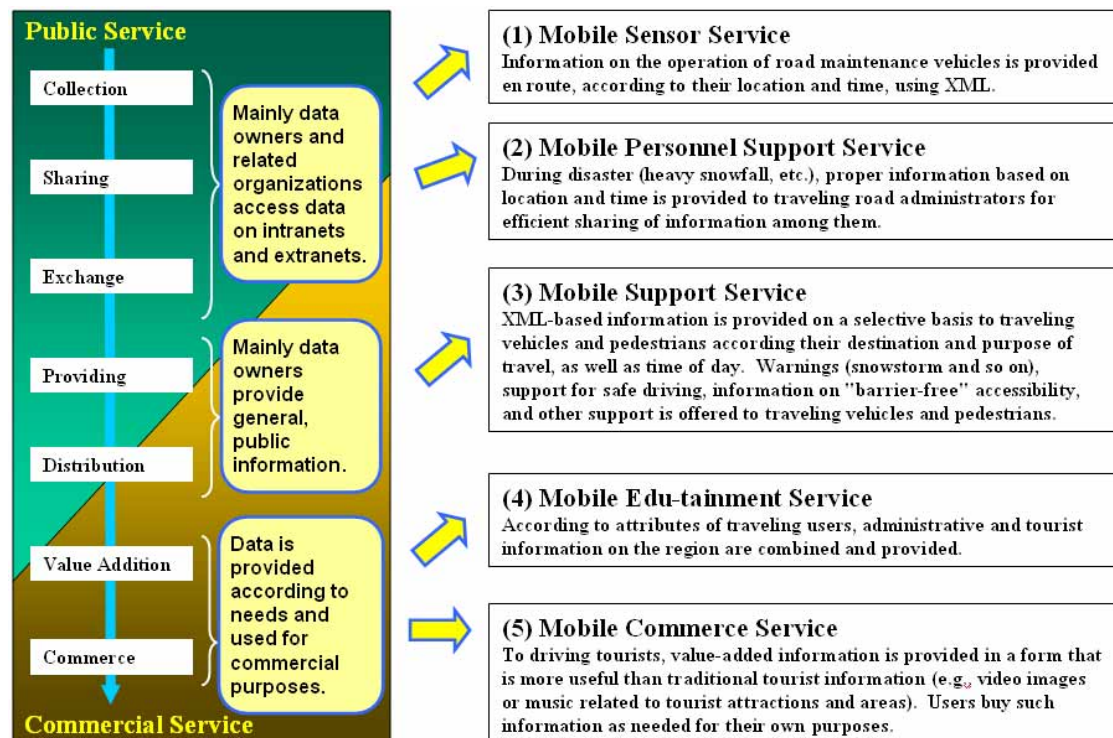 Public Service
Collection
Sharing
Exchange
Providing
Distribution
Value Addition
Commerce
Commercial Service
Mainly data
owners and
related
organizations
access data
on intranets
and extranets.
Mainly data
owners
provide
general,
public
information.
Data is
provided
according to
needs and
used for
commercial
purposes.
(1) Mobile Sensor Service
Information on the operation of road maintenance vehicles is provided
en route, according to their location and time, using XML.
(2) Mobile Personnel Support Service
During disaster (heavy snowfall, etc.), proper information based on
location and time is provided to traveling road administrators for
efficient sharing of information among them.
(3) Mobile Support Service
XML-based information is provided on a selective basis to traveling
vehicles and pedestrians according their destination and purpose of
travel, as well as time of day. Warnings (snowstorm and so on),
support for safe driving, information on "barrier-free" accessibility,
and other support is offered to traveling vehicles and pedestrians.
(4) Mobile Edu-tainment Service
According to attributes of traveling users, administrative and tourist
information on the region are combined and provided.
(5) Mobile Commerce Service
To driving tourists, value-added information is provided in a form that
is more useful than traditional tourist information (e.g., video images
or music related to tourist attractions and areas). Users buy such
information as needed for their own purposes.